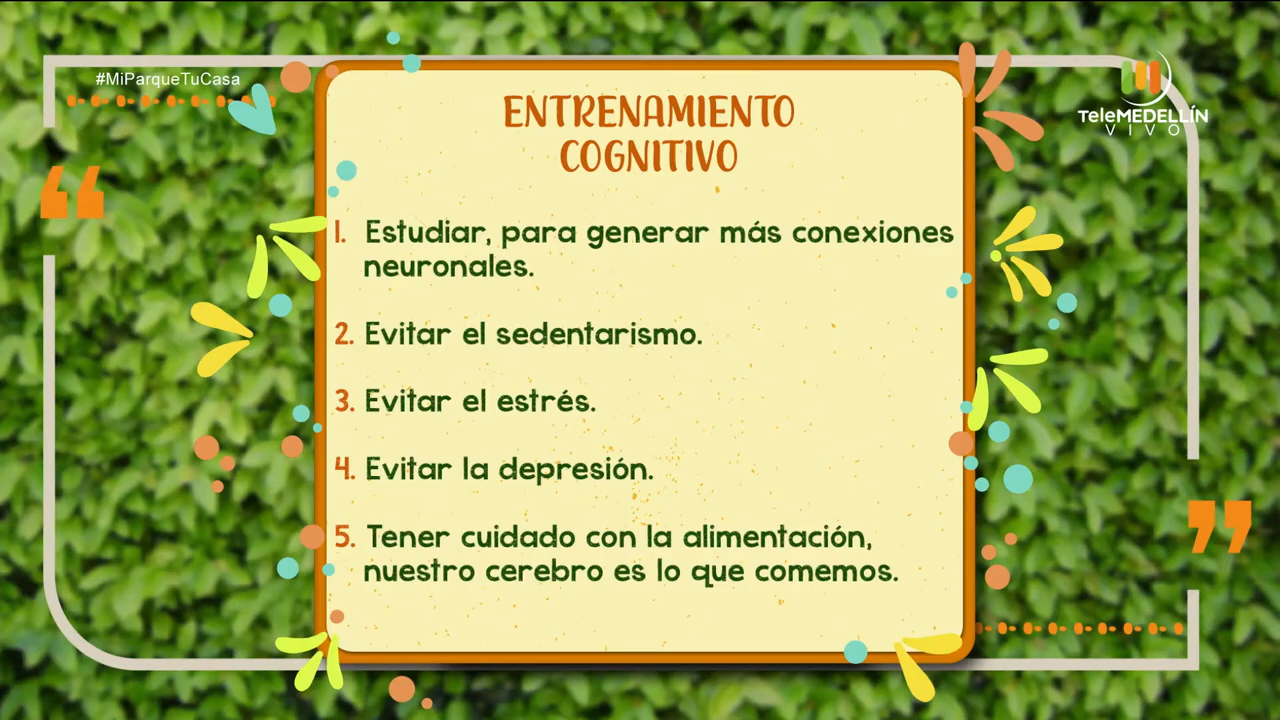 #MiParqueTuCasa
TeleMEDELLÍN
VIVO
“
ENTRENAMIENTO
COGNITIVO
1. Estudiar, para generar más conexiones
neuronales.
2. Evitar el sedentarismo.
3. Evitar el estrés.
4. Evitar la depresión.
5. Tener cuidado con la alimentación,
nuestro cerebro es lo que comemos.
”